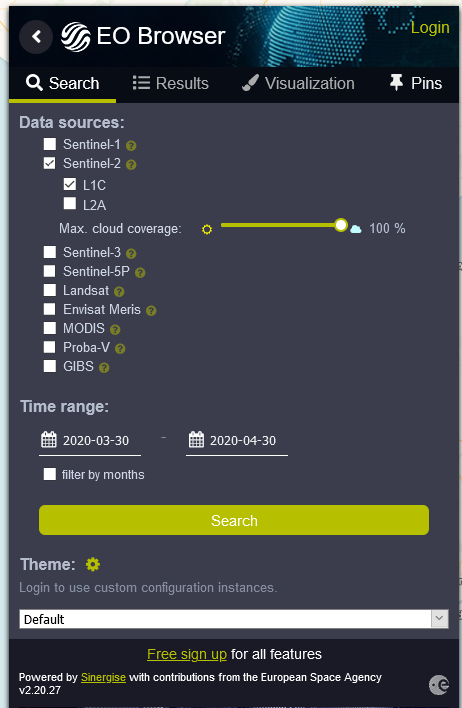 EO Browser
Login
Search
Results
Visualization
Pins
Data sources:
Sentinel-1
Sentinel-2
L1C
L2A
Max. cloud coverage:
100 %
Sentinel-3
Sentinel-5P
Landsat
Envisat Meris
MODIS
Proba-V
GIBS
Time range:
2020-03-30 - 2020-04-30
filter by months
Search
Theme:
Login to use custom configuration instances.
Default
Free sign up for all features
Powered by Sinergise with contributions from the European Space Agency
v2.20.27